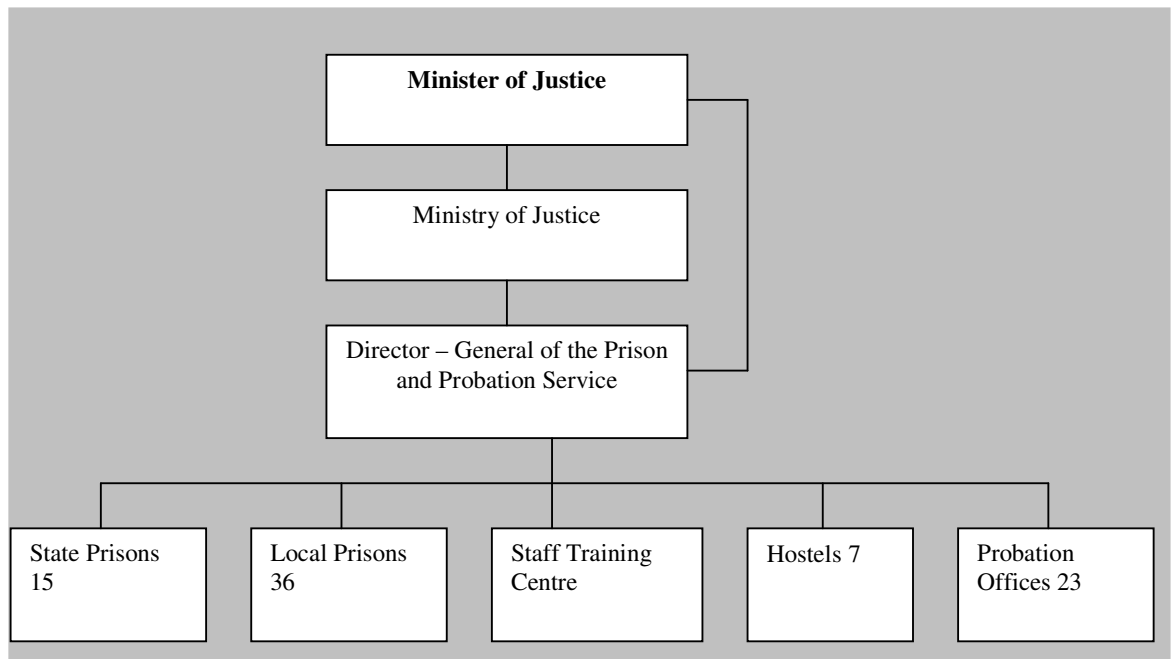 Minister of Justice
Ministry of Justice
Director – General of the Prison
and Probation Service
State Prisons
15
Local Prisons
36
Staff Training
Centre
Hostels 7
Probation
Offices 23